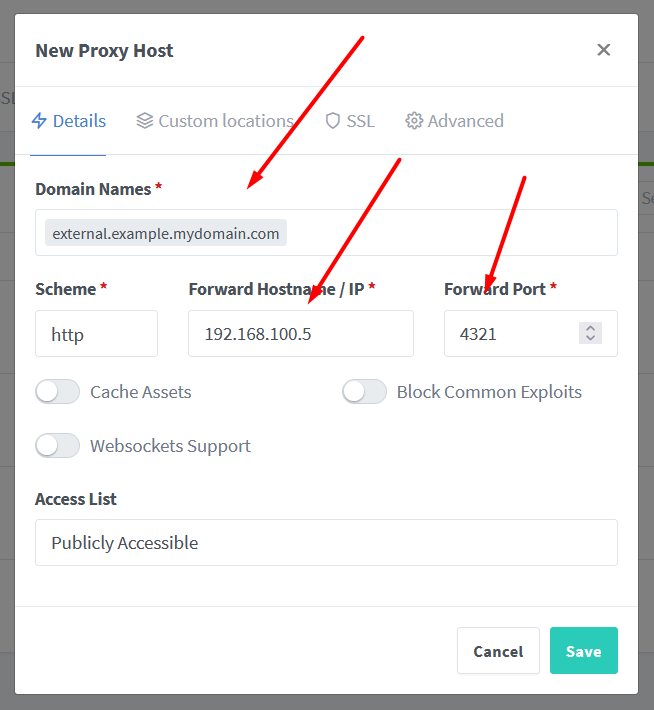 New Proxy Host
Details Custom locations SSL Advanced
Domain Names *
external.example.mydomain.com
Scheme * Forward Hostname / IP * Forward Port *
http 192.168.100.5 4321
Cache Assets Block Common Exploits
Websockets Support
Access List
Publicly Accessible
Cancel Save